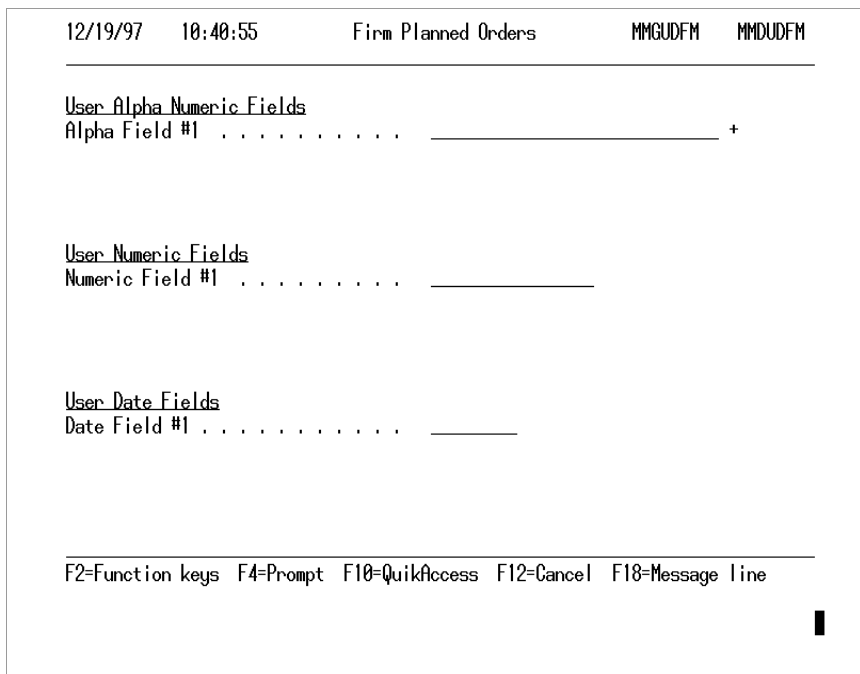 12/19/97 10:40:55 Firm Planned Orders MMGUDFM MMDUDFM
User Alpha Numeric Fields
Alpha Field #1 . . . . . . . . . . +
User Numeric Fields
Numeric Field #1 . . . . . . . . .
User Date Fields
Date Field #1 . . . . . . . . . . .
F2=Function keys F4=Prompt F10=QuikAccess F12=Cancel F18=Message line